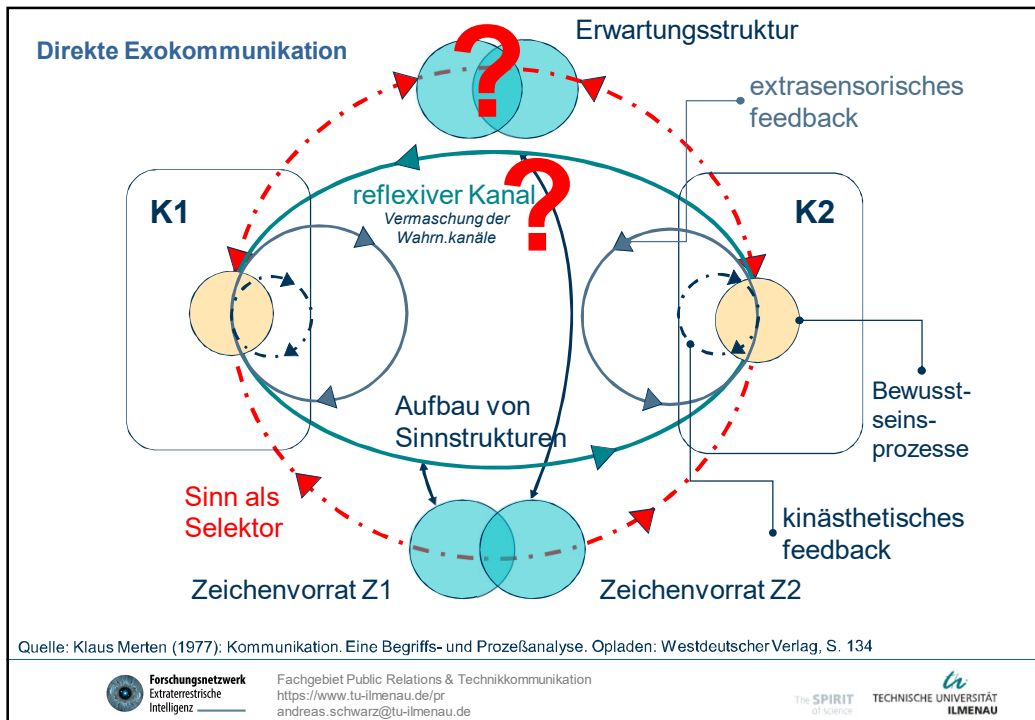 Direkte Exokommunikation
Erwartungsstruktur
?
extrasensorisches
feedback
?
K1
reflexiver Kanal
Vermaschung der
Wahrn.kanäle
K2
Aufbau von
Sinnstrukturen
Bewusst-
seins-
prozesse
Sinn als
Selektor
kinästhetisches
feedback
Zeichenvorrat Z1
Zeichenvorrat Z2
Quelle: Klaus Merten (1977): Kommunikation. Eine Begriffs- und Prozeßanalyse. Opladen: Westdeutscher Verlag, S. 134
Forschungsnetzwerk
Extraterrestrische
Intelligenz
Fachgebiet Public Relations & Technikkommunikation
https://www.tu-ilmenau.de/pr
andreas.schwarz@tu-ilmenau.de
The SPIRIT
of science
TECHNISCHE UNIVERSITÄT
ILMENAU